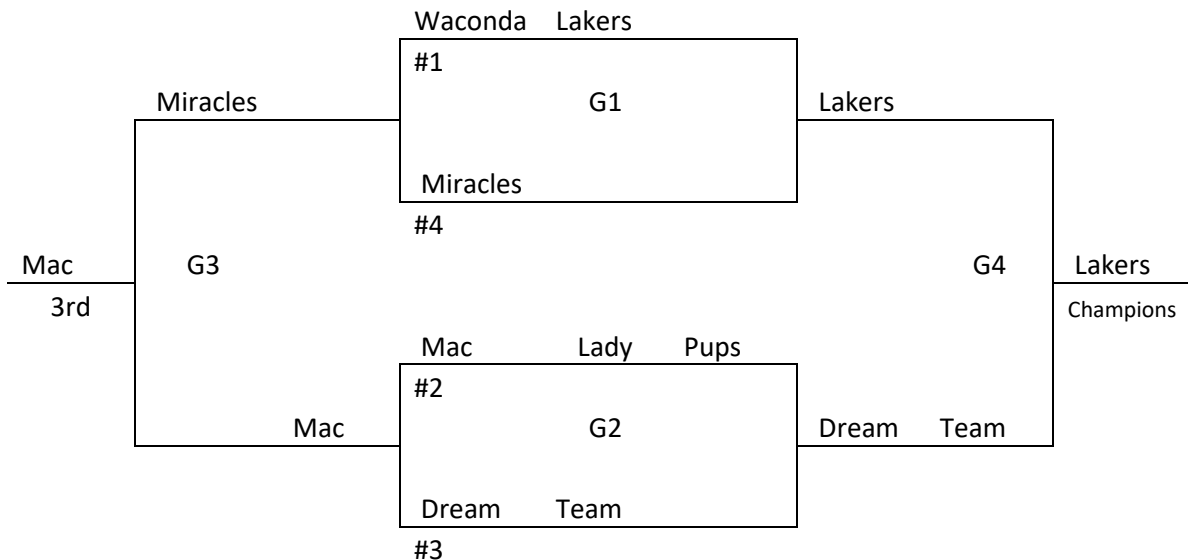 Waconda Lakers
#1
Miracles G1 Lakers
Miracles
#4
Mac G3 G4 Lakers
3rd Champions
Mac Lady Pups
#2
Mac G2 Dream Team
Dream Team
#3